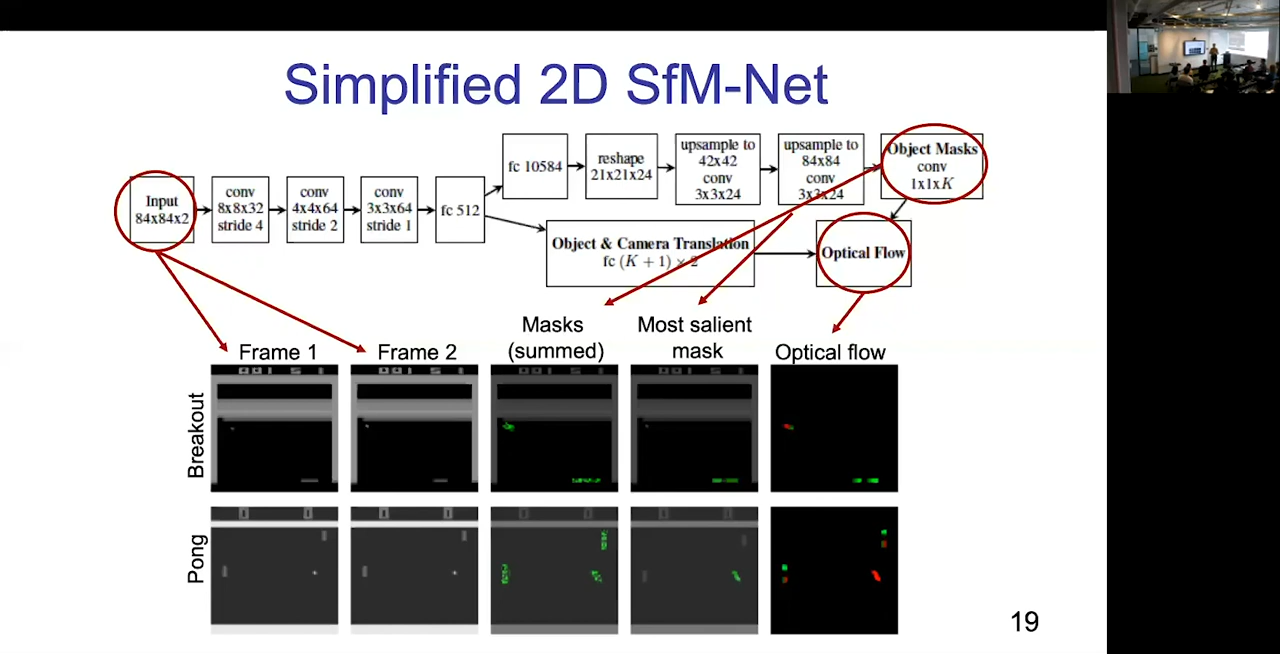 Simplified 2D SfM-Net
Input
84x84x2
conv
8x8x32
stride 4
conv
4x4x64
stride 2
conv
3x3x64
stride 1
fc 512
fc 10584
reshape
21x21x24
upsample to
42x42
conv
3x3x24
upsample to
84x84
conv
3x3x24
Object Masks
conv
1x1xK
Object & Camera Translation
fc (K + 1) × 2
Optical Flow
Frame 1
Frame 2
Masks
(summed)
Most salient
mask
Optical flow
Breakout
Pong
19